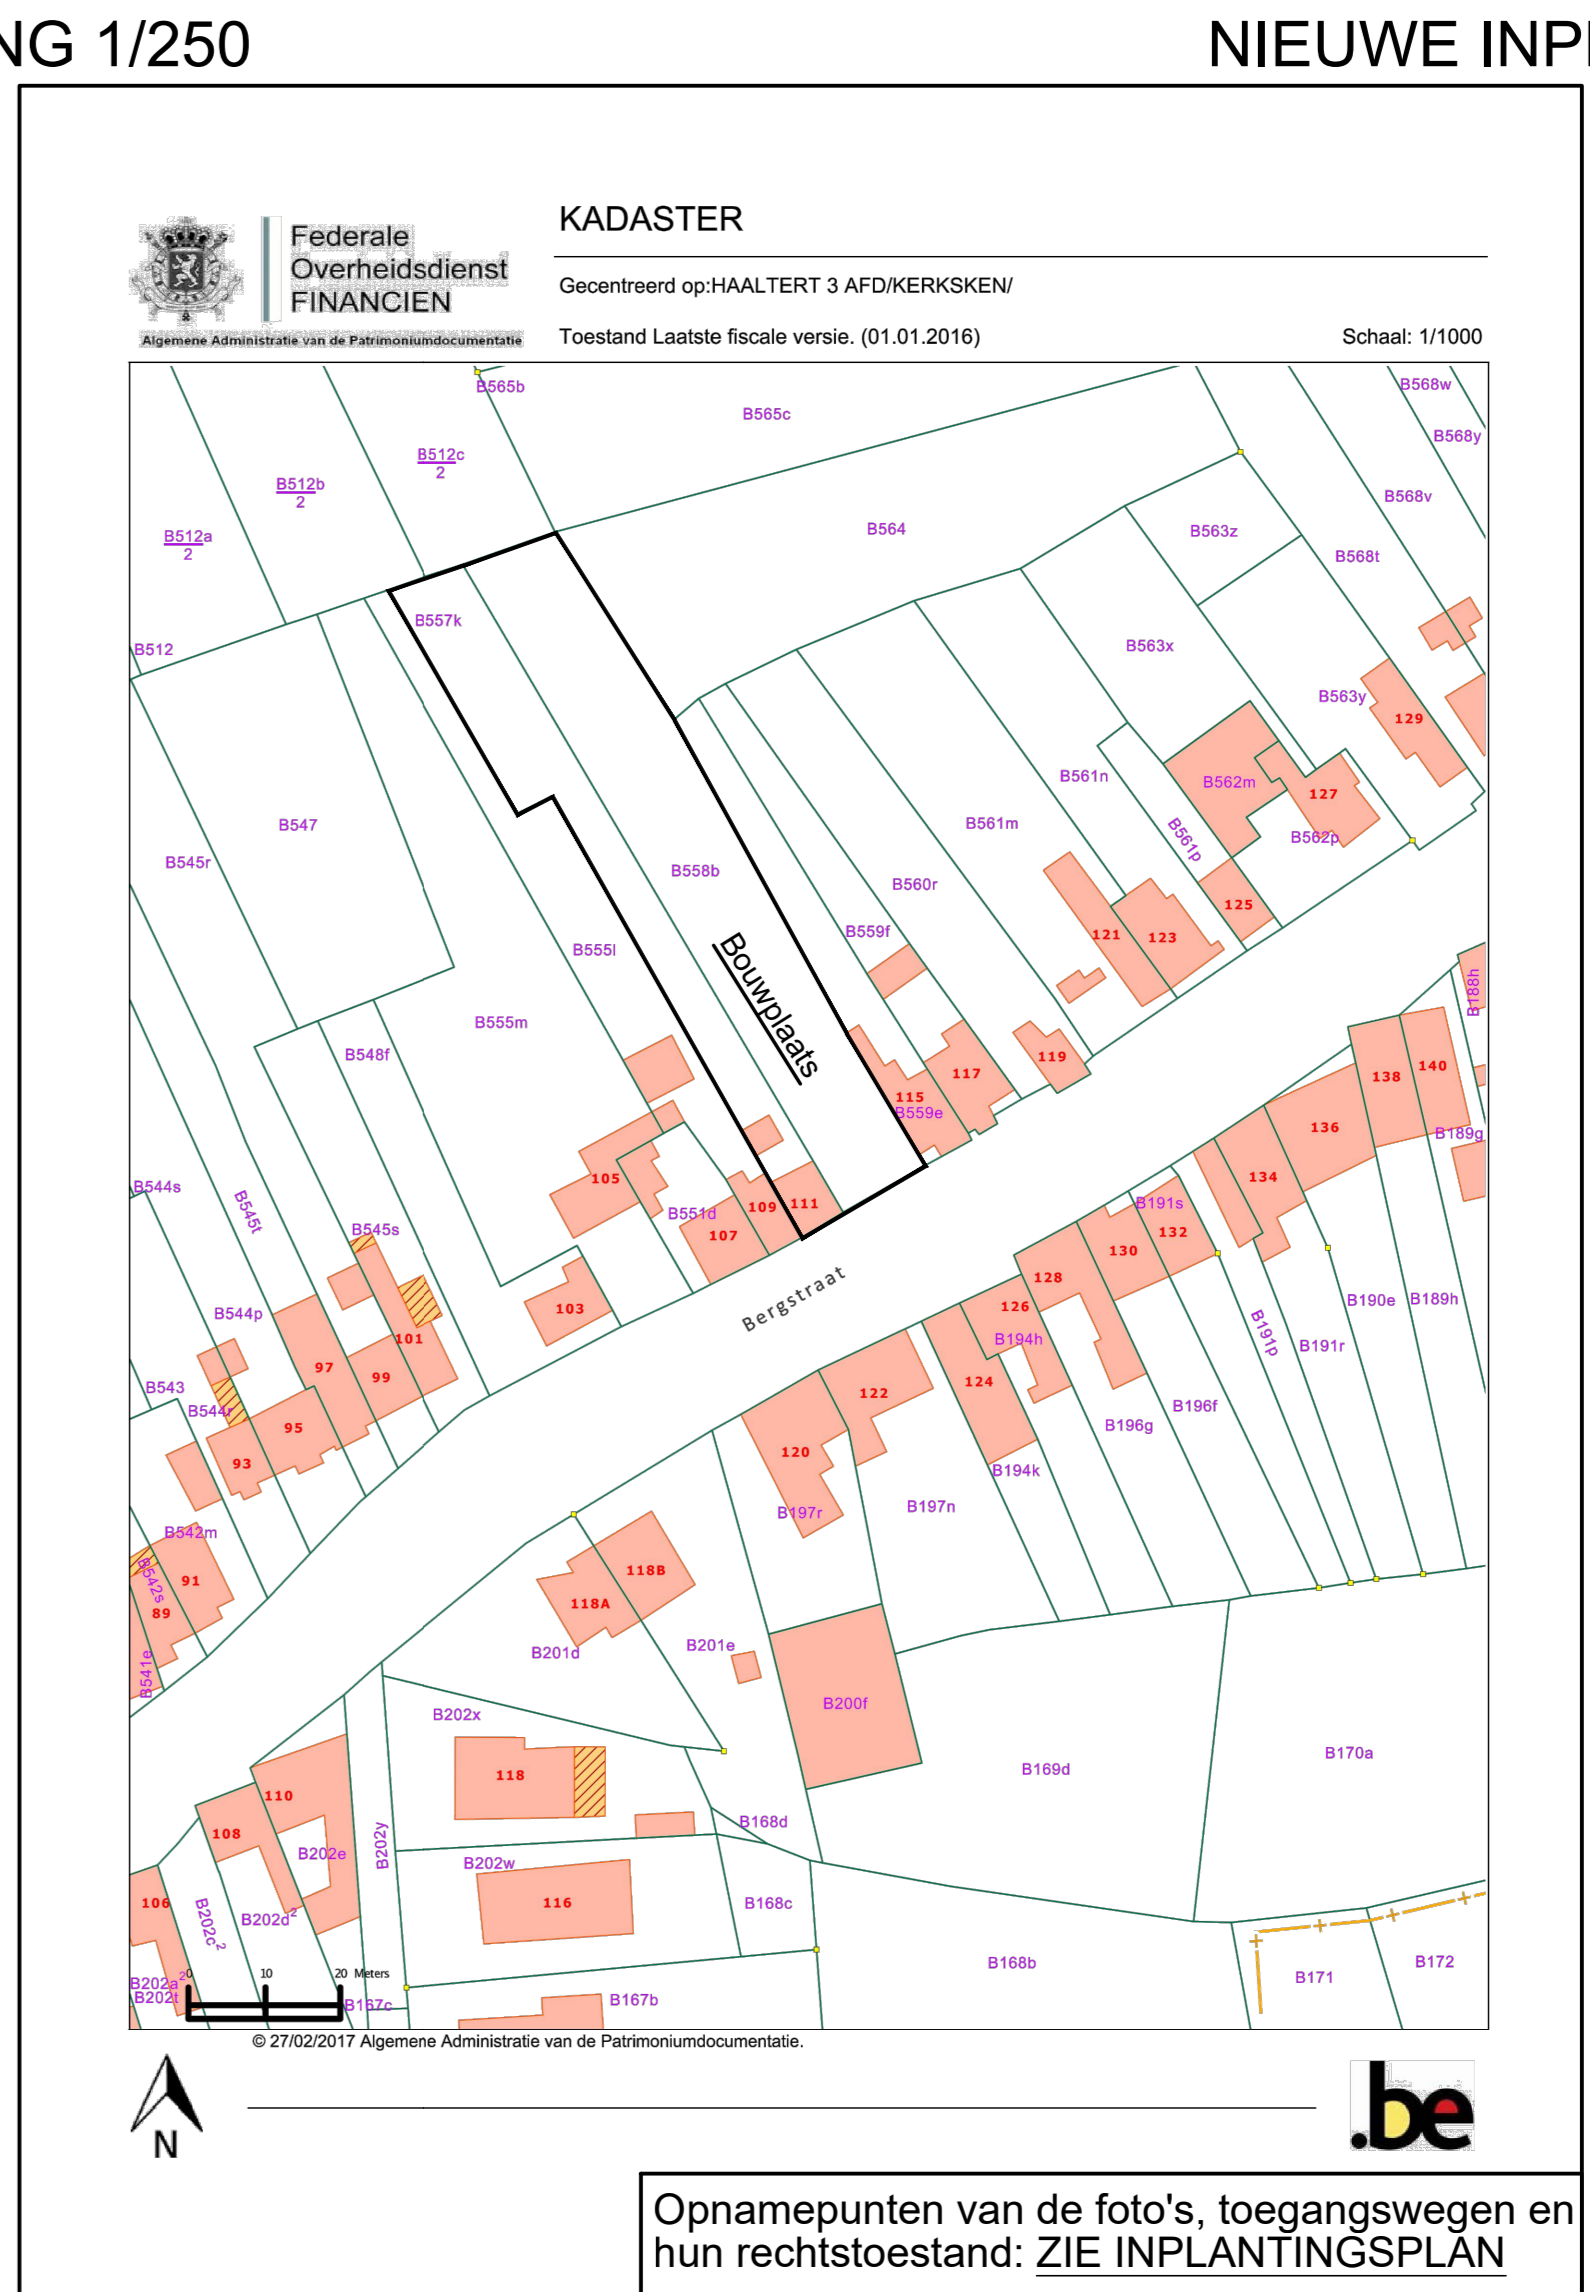 NG 1/250
NIEUWE INP
Federale
Overheidsdienst
FINANCIEN
Algemene Administratie van de Patrimoniumdocumentatie
KADASTER
Gecentreerd op:HAALTERT 3 AFD/KERKSKEN/
Toestand Laatste fiscale versie. (01.01.2016)
Schaal: 1/1000
B565b
B565c
B568w
B568y
B512c
2
B512b
2
B512a
2
B568v
B564
B563z
B568t
B557k
B512
B563x
B563y
129
B547
B545r
B561n
B562m
127
B561m
B561p
B562p
B558b
B560r
B559f
125
121
123
B555l
Bouwplaats
B188h
B555m
B548f
119
117
115
B559e
138
140
136
B189g
B544s
B545t
105
134
B191s
B551d
109
111
107
B545s
132
130
128
Bergstraat
103
126
B544p
B190e
B189h
B194h
B191p
B191r
101
97
99
B543
124
122
B544r
B196f
95
B196g
93
120
B194k
B197r
B197n
B542m
91
B542s
89
118B
118A
B541e
B201d
B201e
B200f
B202x
B170a
118
B169d
110
108
B202e
B202y
B168d
B202w
106
116
B168c
B202c2
B202d2
B168b
B172
B171
B202a2
B202t
0
10
20 Meters
B167c
B167b
© 27/02/2017 Algemene Administratie van de Patrimoniumdocumentatie.
N
.be
Opnamepunten van de foto's, toegangswegen en
hun rechtstoestand: ZIE INPLANTINGSPLAN